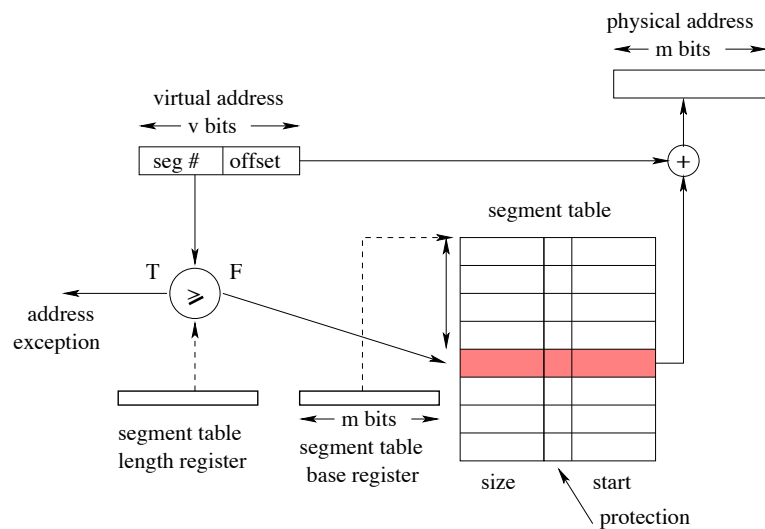 physical address
m bits
virtual address
v bits
seg # offset
+
segment table
T F
⩾
address
exception
m bits
segment table
length register
segment table
base register
size start
protection